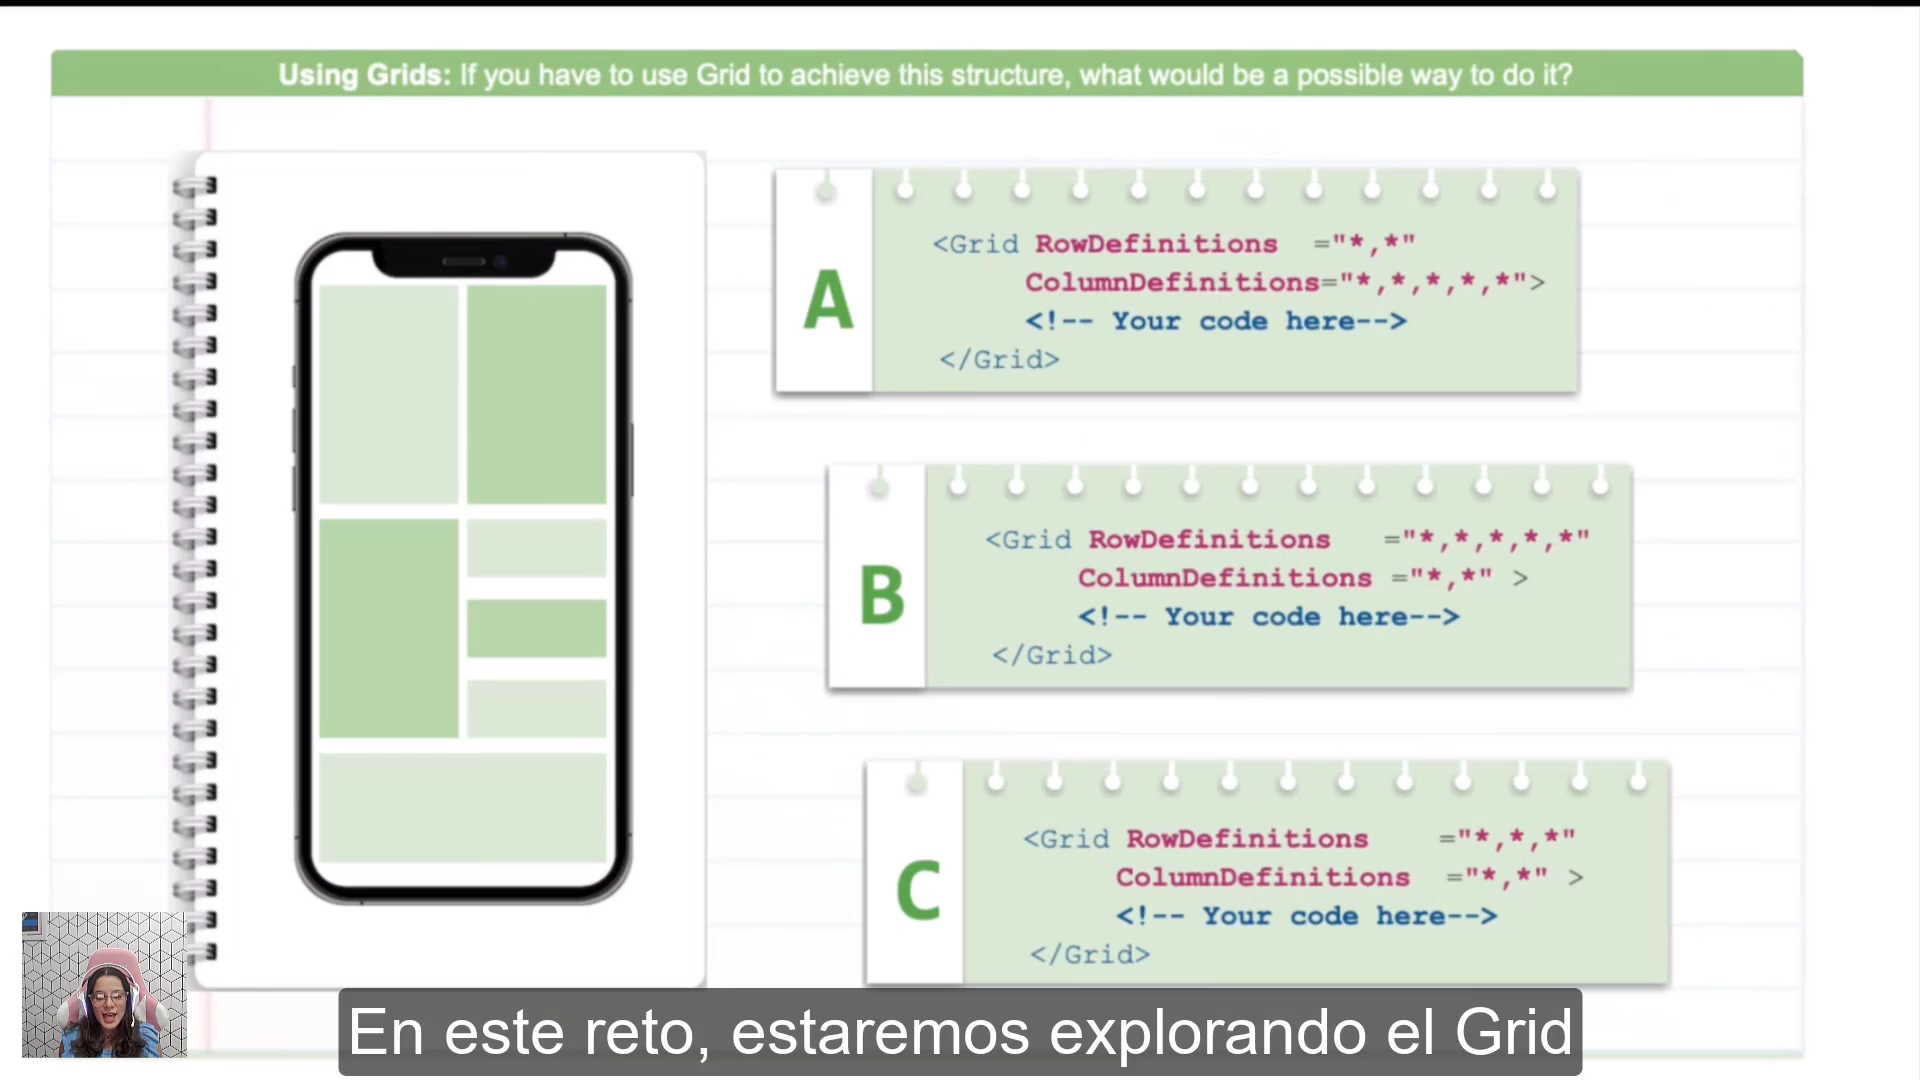 Using Grids: If you have to use Grid to achieve this structure, what would be a possible way to do it?
A
<Grid RowDefinitions ="*,*"
ColumnDefinitions="*,*,*,*,*">
<!-- Your code here-->
</Grid>
B
<Grid RowDefinitions ="*,*,*,*,*"
ColumnDefinitions ="*,*" >
<!-- Your code here-->
</Grid>
C
<Grid RowDefinitions ="*,*,*"
ColumnDefinitions ="*,*" >
<!-- Your code here-->
</Grid>
En este reto, estaremos explorando el Grid